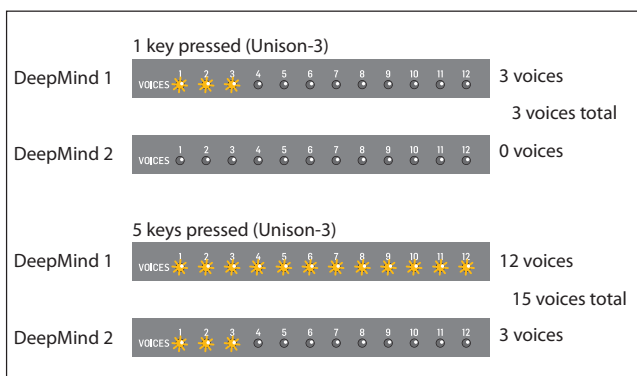 1 key pressed (Unison-3)
DeepMind 1
1 2 3 4 5 6 7 8 9 10 11 12
VOICES
3 voices
3 voices total
DeepMind 2
1 2 3 4 5 6 7 8 9 10 11 12
VOICES
0 voices
5 keys pressed (Unison-3)
DeepMind 1
1 2 3 4 5 6 7 8 9 10 11 12
VOICES
12 voices
15 voices total
DeepMind 2
1 2 3 4 5 6 7 8 9 10 11 12
VOICES
3 voices